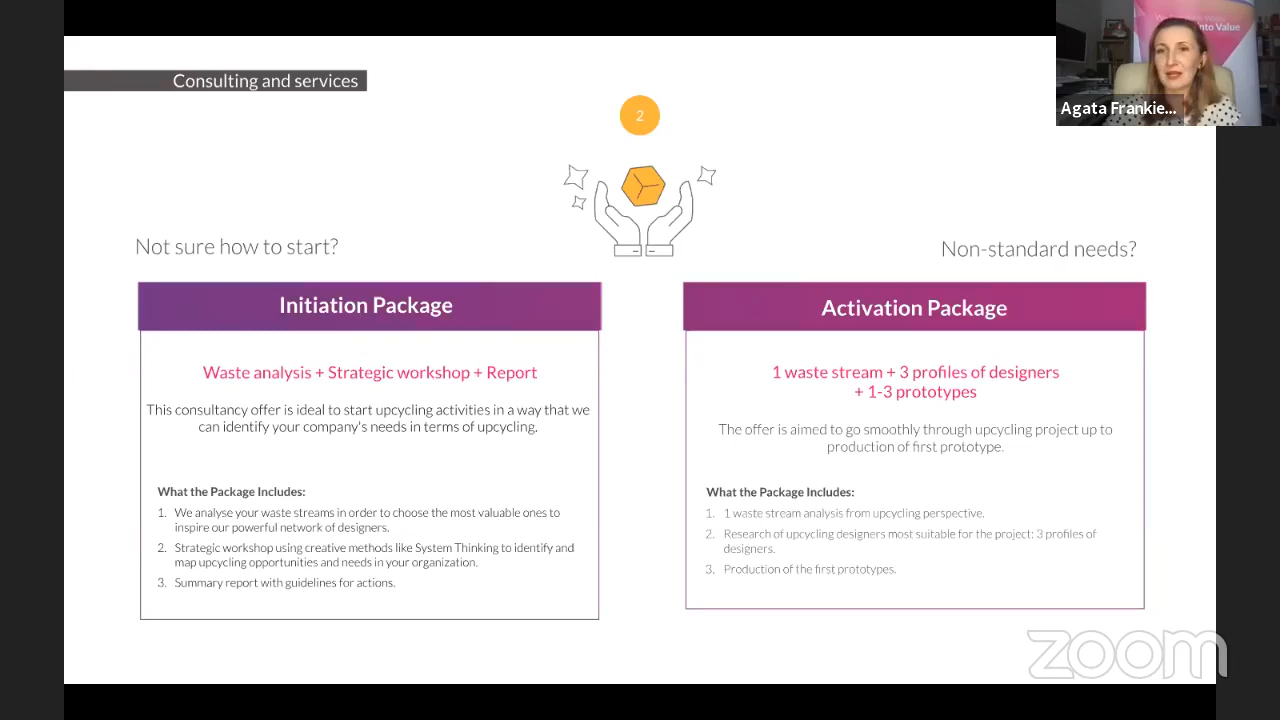 Consulting and services
into Value
Agata Frankie...
2
Not sure how to start?
Non-standard needs?
Initiation Package
Waste analysis + Strategic workshop + Report
This consultancy offer is ideal to start upcycling activities in a way that we
can identify your company's needs in terms of upcycling.
What the Package Includes:
1. We analyse your waste streams in order to choose the most valuable ones to
inspire our powerful network of designers.
2. Strategic workshop using creative methods like System Thinking to identify and
map upcycling opportunities and needs in your organization.
3. Summary report with guidelines for actions.
Activation Package
1 waste stream + 3 profiles of designers
+ 1-3 prototypes
The offer is aimed to go smoothly through upcycling project up to
production of first prototype.
What the Package Includes:
1. 1 waste stream analysis from upcycling perspective.
2. Research of upcycling designers most suitable for the project: 3 profiles of
designers.
3. Production of the first prototypes.
zoom